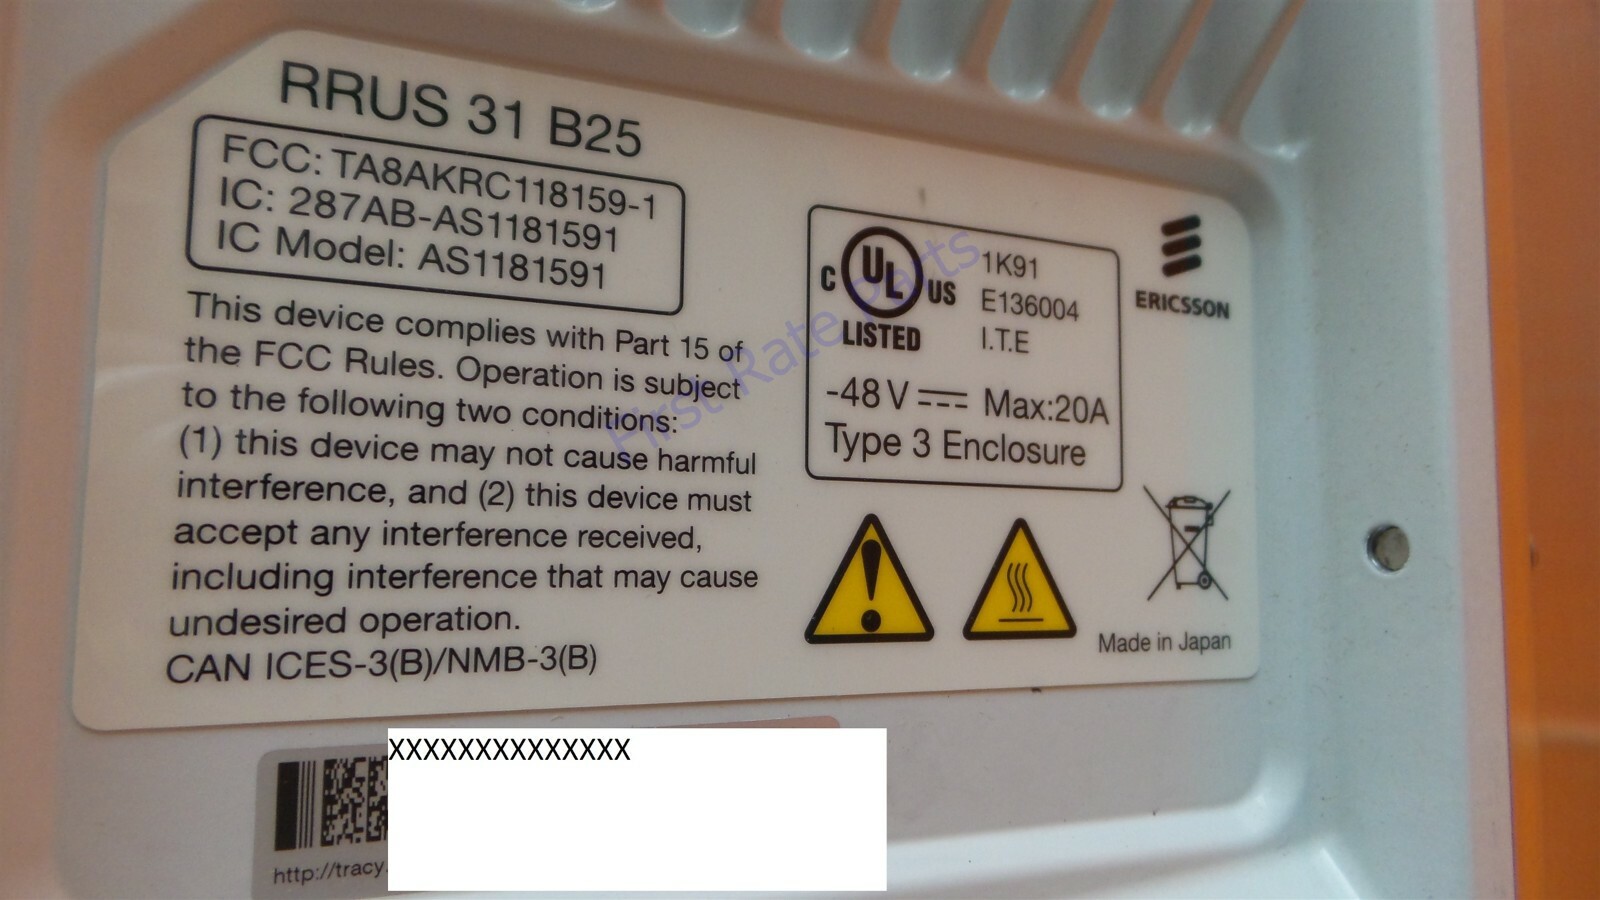 RRUS 31 B25
FCC: TA8AKRC118159-1
IC: 287AB-AS1181591
IC Model: AS1181591
This device complies with Part 15 of
the FCC Rules. Operation is subject
to the following two conditions:
(1) this device may not cause harmful
interference, and (2) this device must
accept any interference received,
including interference that may cause
undesired operation.
CAN ICES-3(B)/NMB-3(B)
C UL US
LISTED
1K91
E136004
I.T.E
-48 V Max:20A
Type 3 Enclosure
ERICSSON
Made in Japan
First Rate Parts
XXXXXXXXXXXXXX
http://tracy.